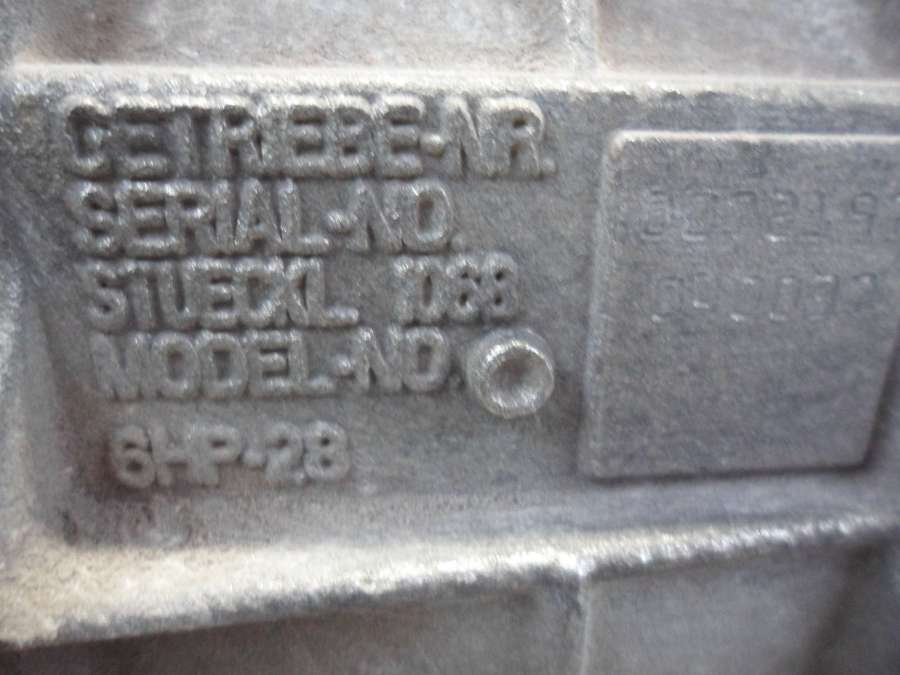 GETRIEBE-NR.
SERIAL-NO.
STUECKL. 1068
MODEL-NO.
6HP-28